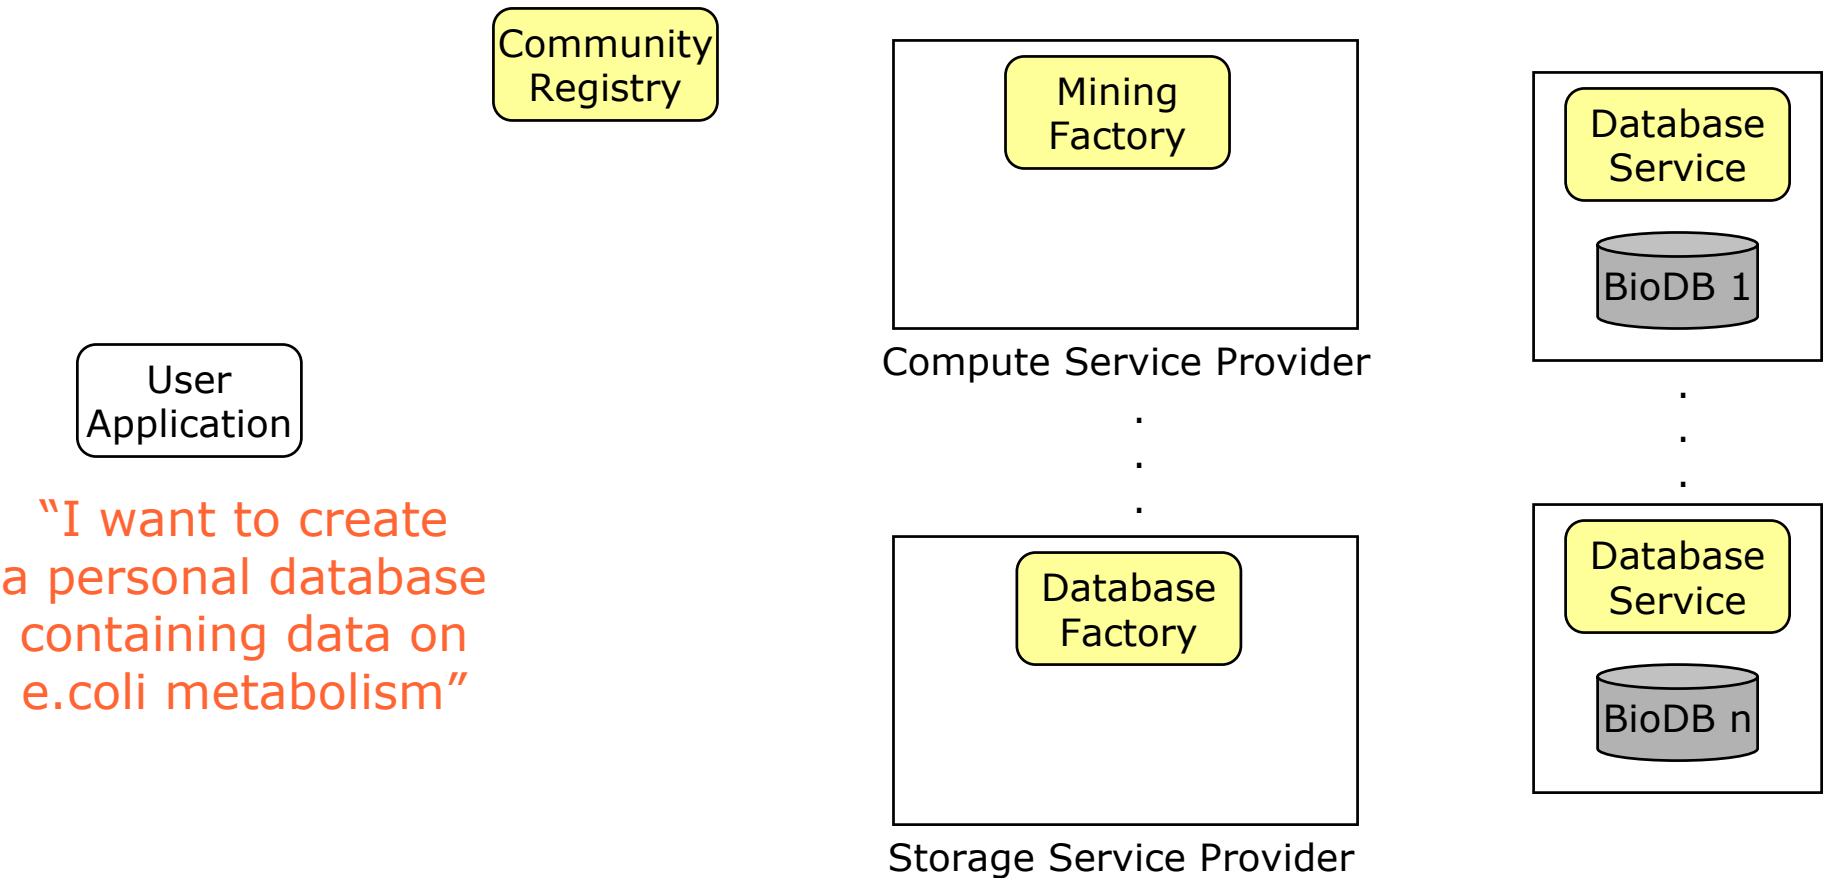 Community
Registry
Mining
Factory
Database
Service
BioDB 1
Compute Service Provider
User
Application
.
.
.
.
.
.
“I want to create
a personal database
containing data on
e.coli metabolism”
Database
Factory
Database
Service
BioDB n
Storage Service Provider